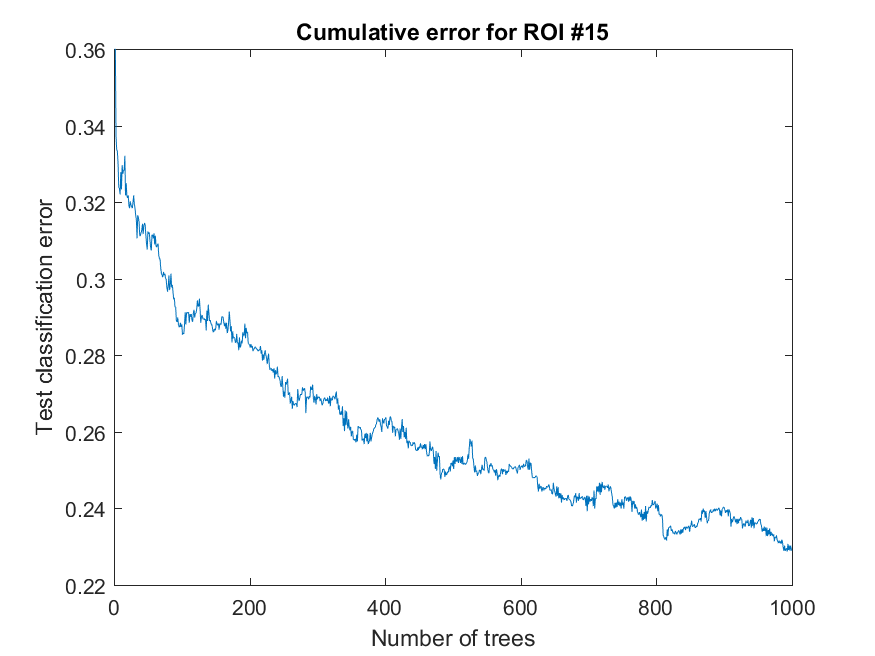 Cumulative error for ROI #15
0.36
0.34
0.32
0.3
0.28
0.26
0.24
0.22
Test classification error
0 200 400 600 800 1000
Number of trees